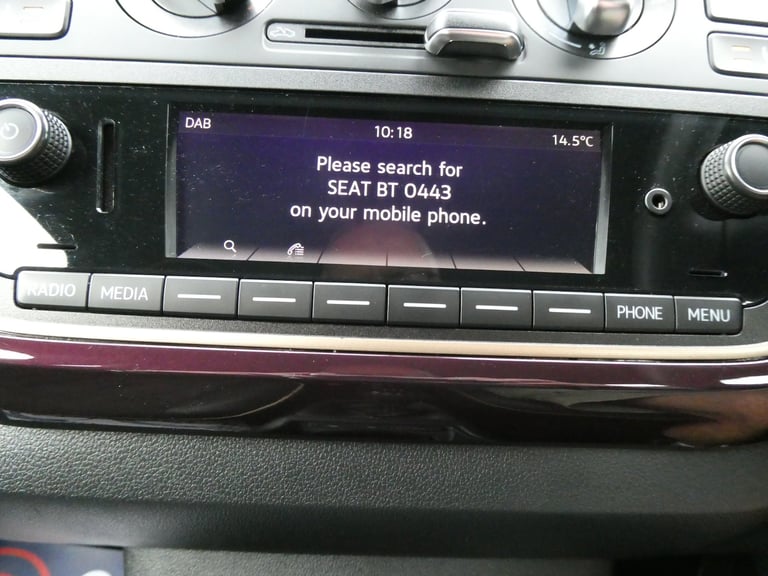 DAB
10:18
14.5°C
Please search for
SEAT BT 0443
on your mobile phone.
RADIO
MEDIA
PHONE
MENU